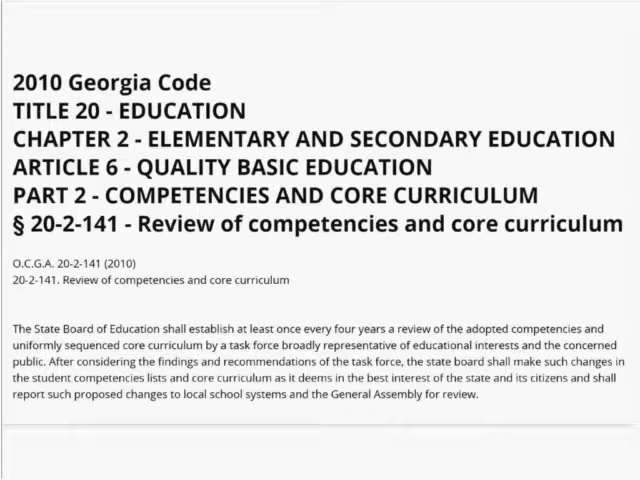 2010 Georgia Code
TITLE 20 - EDUCATION
CHAPTER 2 - ELEMENTARY AND SECONDARY EDUCATION
ARTICLE 6 - QUALITY BASIC EDUCATION
PART 2 - COMPETENCIES AND CORE CURRICULUM
§ 20-2-141 - Review of competencies and core curriculum
O.C.G.A. 20-2-141 (2010)
20-2-141. Review of competencies and core curriculum
The State Board of Education shall establish at least once every four years a review of the adopted competencies and
uniformly sequenced core curriculum by a task force broadly representative of educational interests and the concerned
public. After considering the findings and recommendations of the task force, the state board shall make such changes in
the student competencies lists and core curriculum as it deems in the best interest of the state and its citizens and shall
report such proposed changes to local school systems and the General Assembly for review.